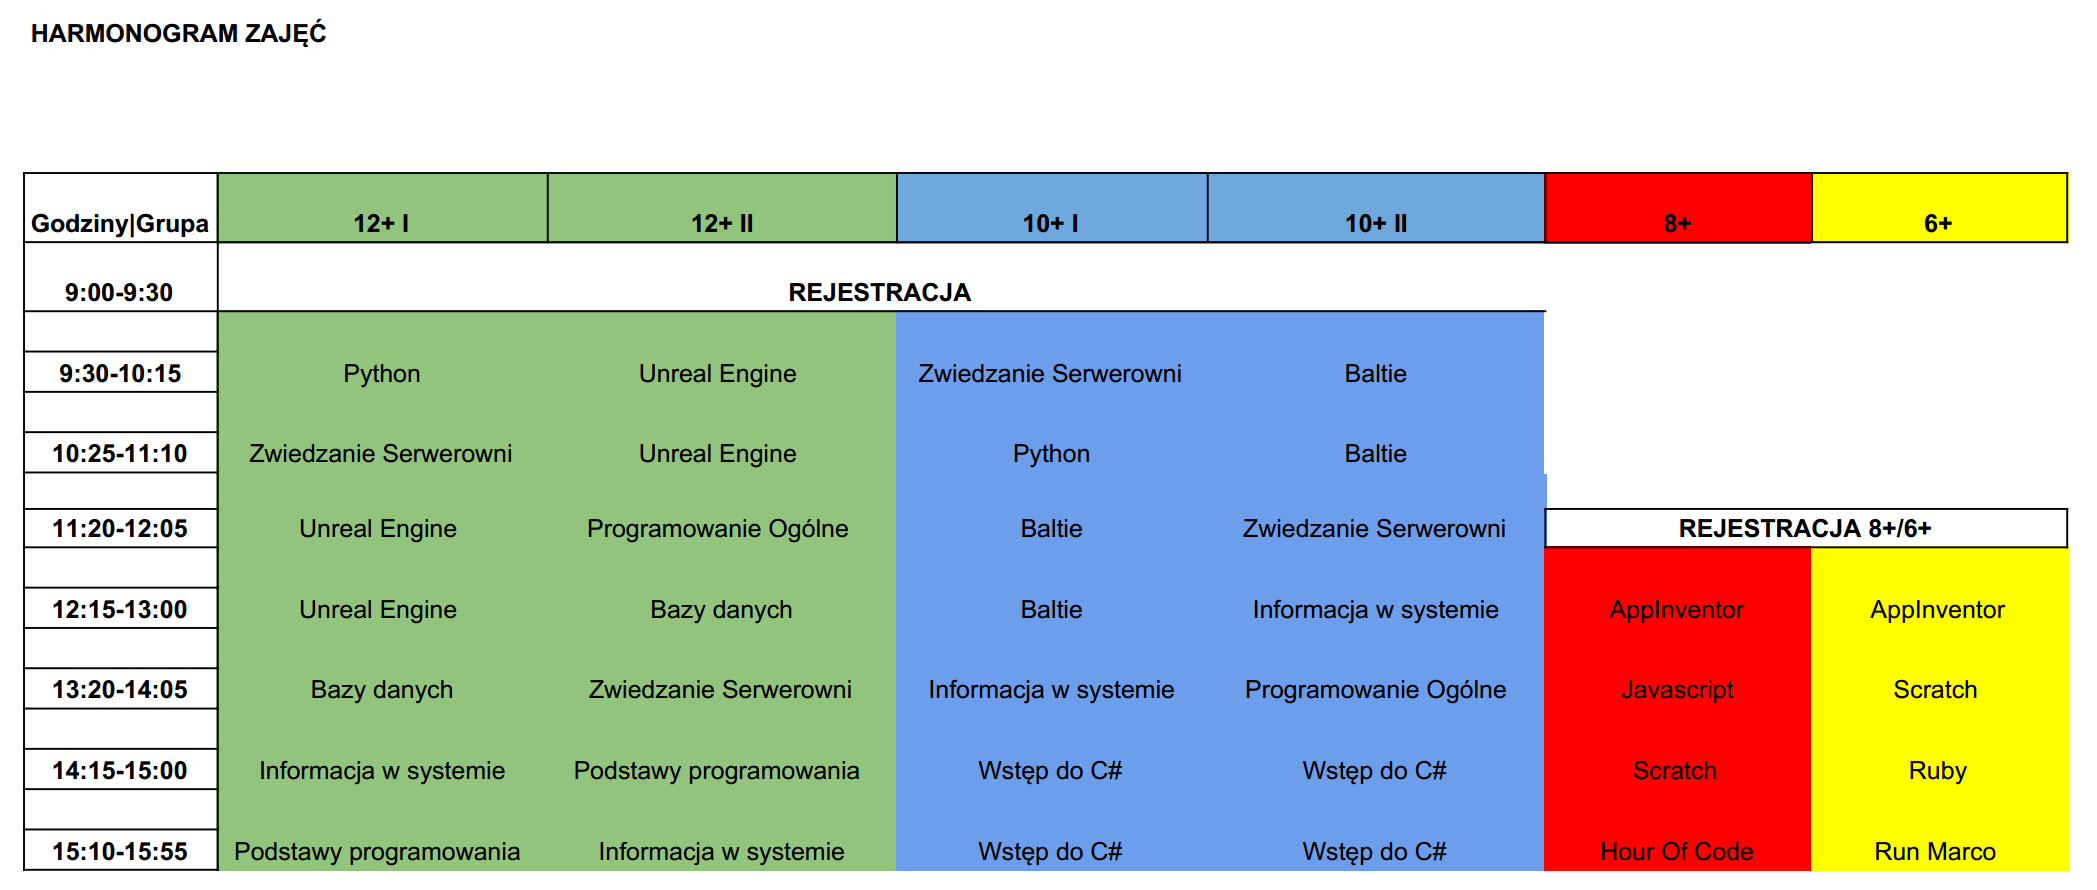 HARMONOGRAM ZAJĘĆ
Godziny|Grupa 12+ I 12+ II 10+ I 10+ II 8+ 6+
9:00-9:30 REJESTRACJA
9:30-10:15 Python Unreal Engine Zwiedzanie Serwerowni Baltie
10:25-11:10 Zwiedzanie Serwerowni Unreal Engine Python Baltie
11:20-12:05 Unreal Engine Programowanie Ogólne Baltie Zwiedzanie Serwerowni REJESTRACJA 8+/6+
12:15-13:00 Unreal Engine Bazy danych Baltie Informacja w systemie AppInventor AppInventor
13:20-14:05 Bazy danych Zwiedzanie Serwerowni Informacja w systemie Programowanie Ogólne Javascript Scratch
14:15-15:00 Informacja w systemie Podstawy programowania Wstęp do C# Wstęp do C# Scratch Ruby
15:10-15:55 Podstawy programowania Informacja w systemie Wstęp do C# Wstęp do C# Hour Of Code Run Marco